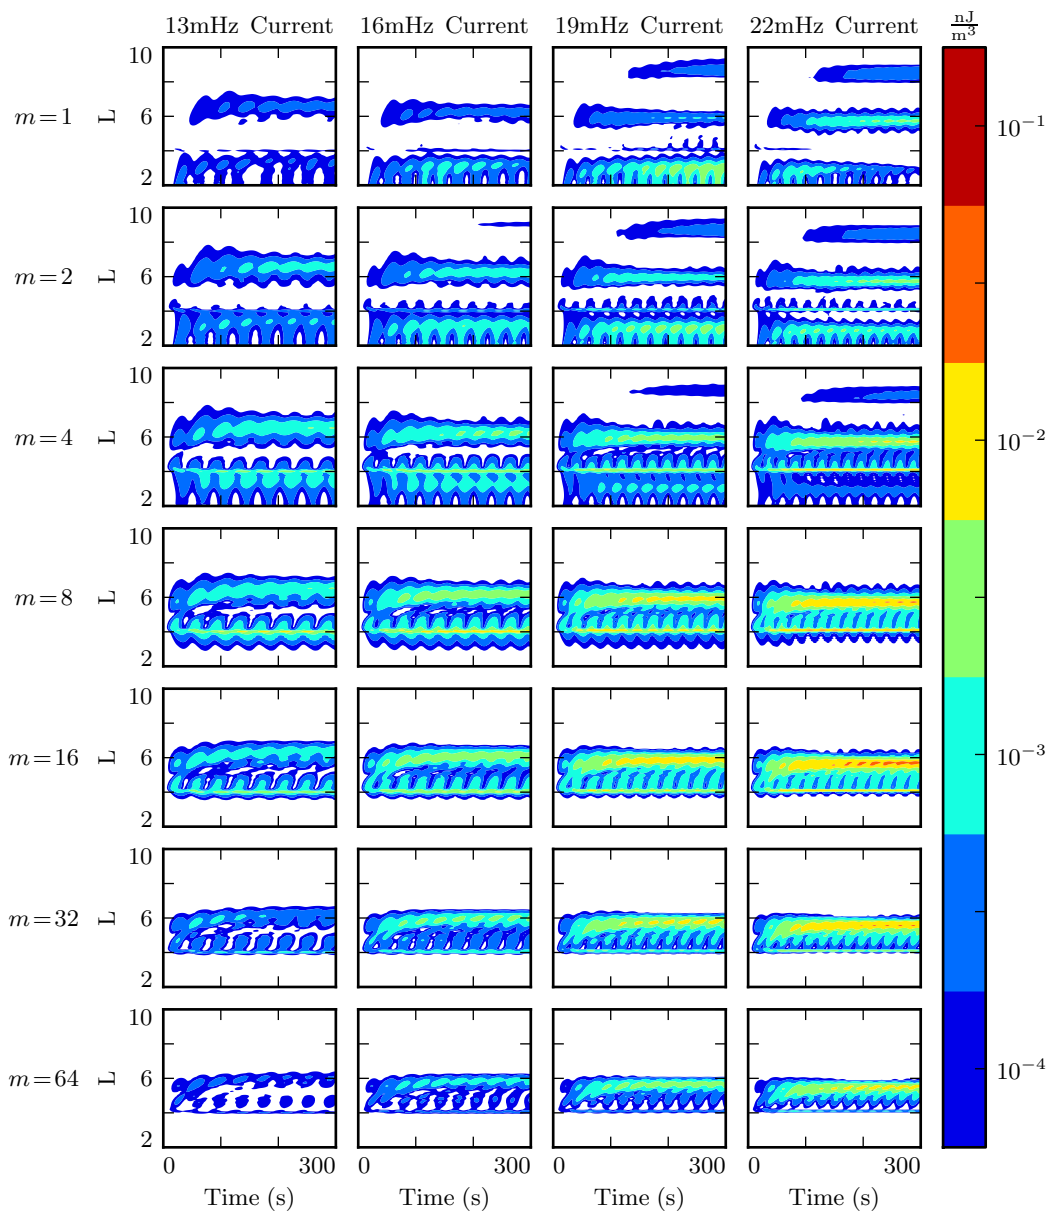 13mHz Current 16mHz Current 19mHz Current 22mHz Current nJ/m³
10
m=1 L 6
2
10⁻¹
10
m=2 L 6
2
10
m=4 L 6
2
10⁻²
10
m=8 L 6
2
10
m=16 L 6
2
10⁻³
10
m=32 L 6
2
10
m=64 L 6
2
10⁻⁴
0 300 0 300 0 300 0 300
Time (s) Time (s) Time (s) Time (s)